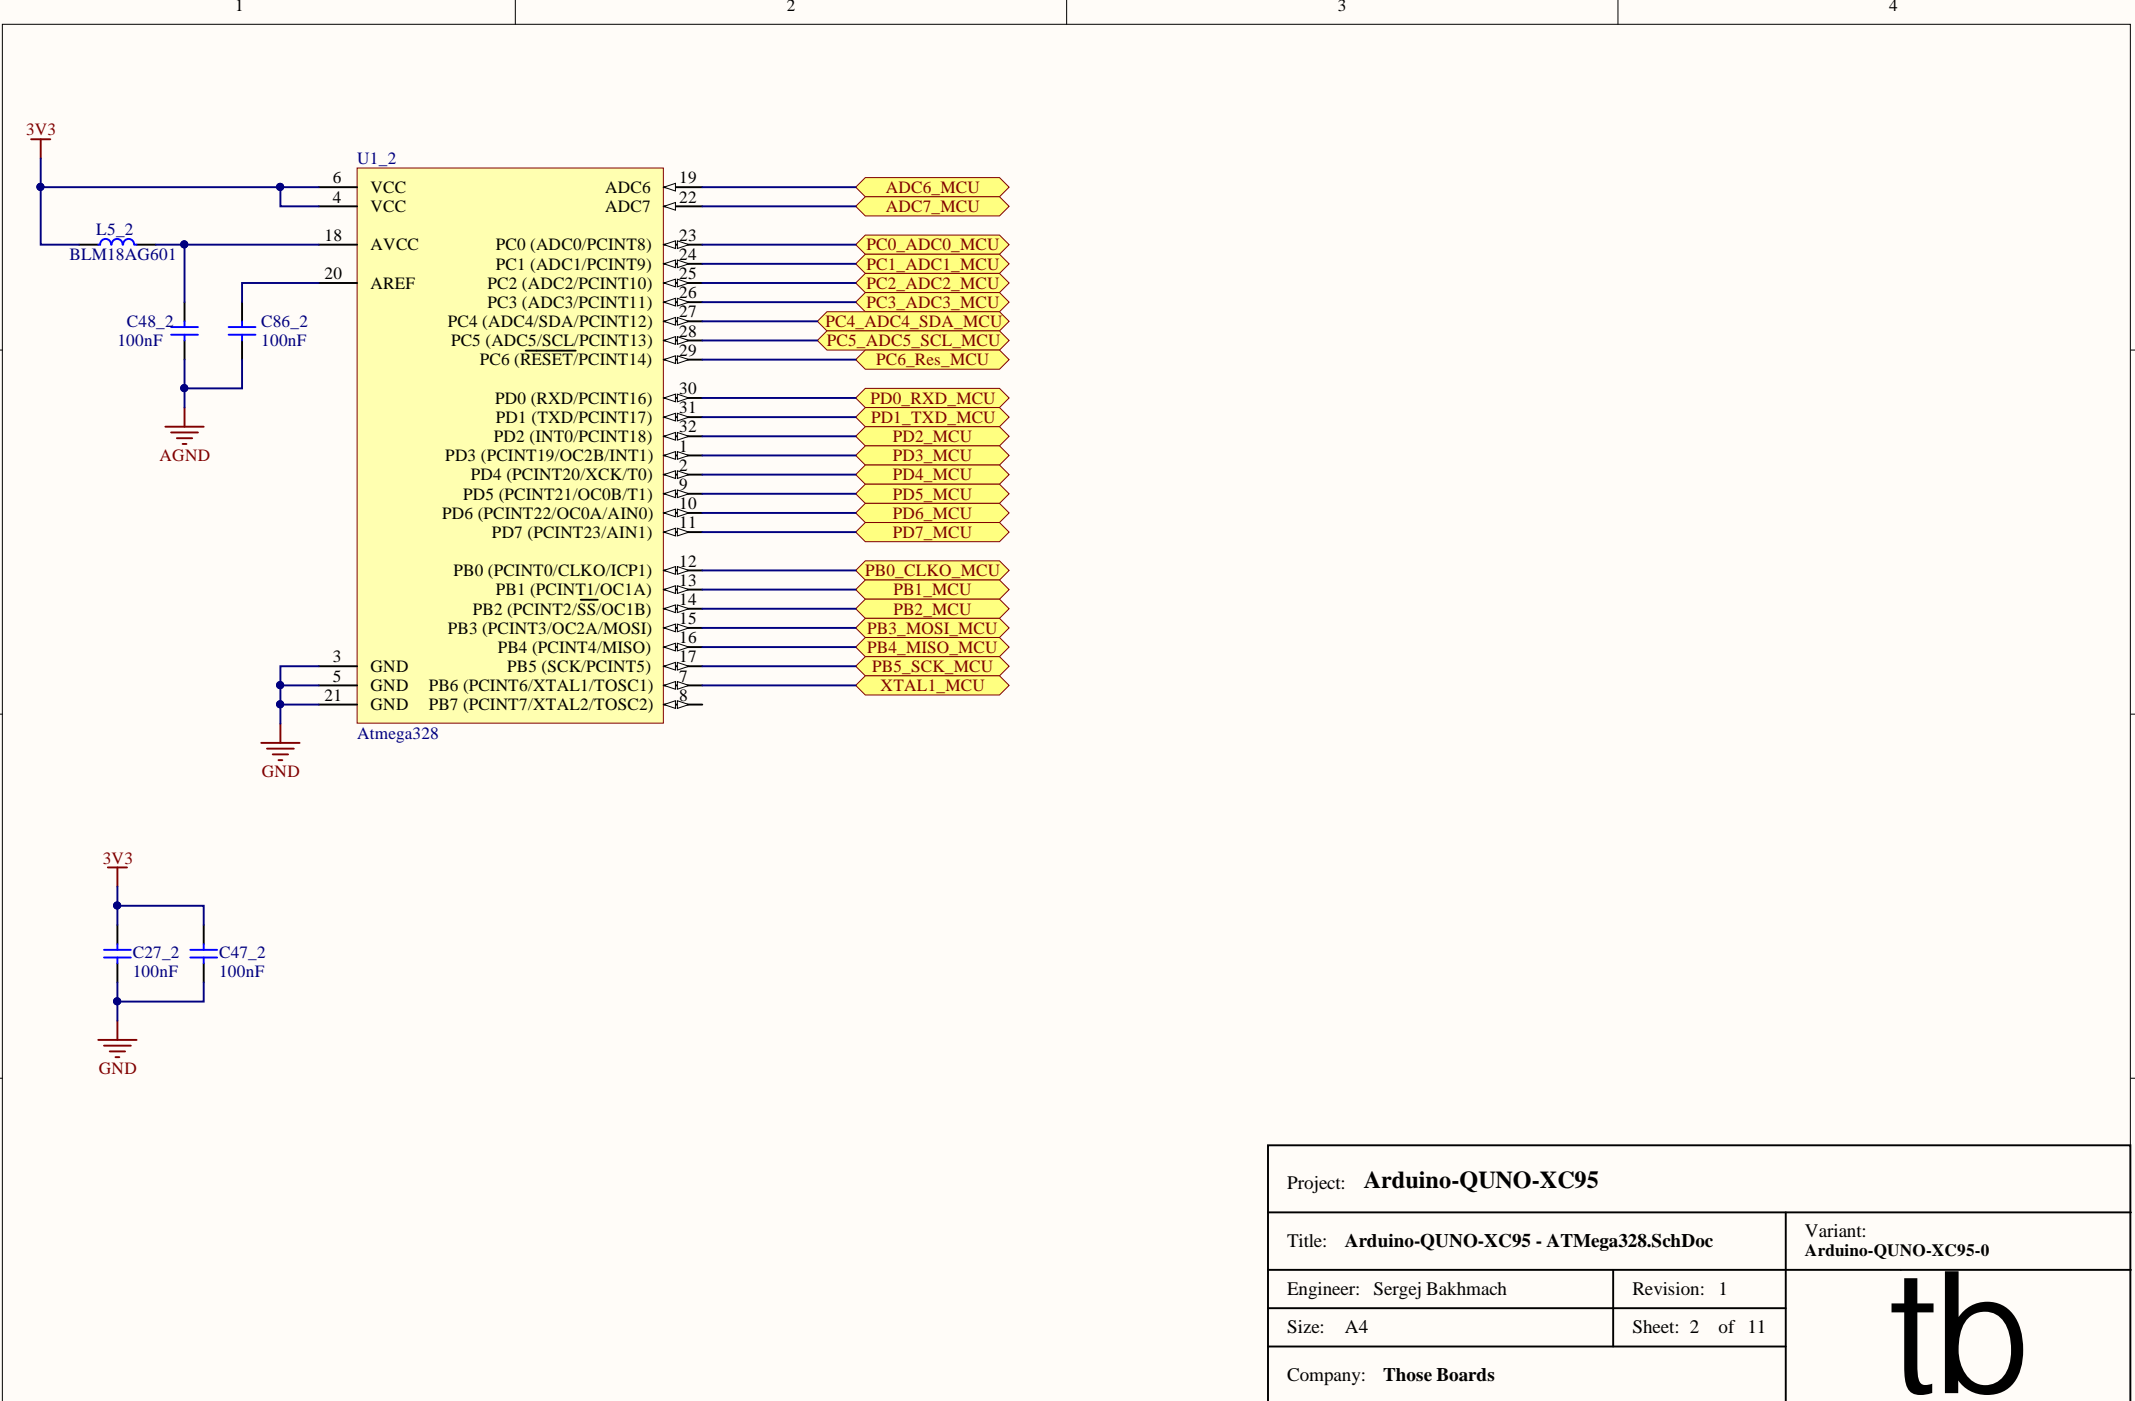 1 2 3 4
3V3
U1_2
6 VCC ADC6 19 ADC6_MCU
4 VCC ADC7 22 ADC7_MCU
L5_2
BLM18AG601
18 AVCC PC0 (ADC0/PCINT8) 23 PC0_ADC0_MCU
PC1 (ADC1/PCINT9) 24 PC1_ADC1_MCU
20 AREF PC2 (ADC2/PCINT10) 25 PC2_ADC2_MCU
PC3 (ADC3/PCINT11) 26 PC3_ADC3_MCU
C48_2
100nF
C86_2
100nF
PC4 (ADC4/SDA/PCINT12) 27 PC4_ADC4_SDA_MCU
PC5 (ADC5/SCL/PCINT13) 28 PC5_ADC5_SCL_MCU
PC6 (RESET/PCINT14) 29 PC6_Res_MCU
PD0 (RXD/PCINT16) 30 PD0_RXD_MCU
PD1 (TXD/PCINT17) 31 PD1_TXD_MCU
PD2 (INT0/PCINT18) 32 PD2_MCU
AGND
PD3 (PCINT19/OC2B/INT1) 1 PD3_MCU
PD4 (PCINT20/XCK/T0) 2 PD4_MCU
PD5 (PCINT21/OC0B/T1) 9 PD5_MCU
PD6 (PCINT22/OC0A/AIN0) 10 PD6_MCU
PD7 (PCINT23/AIN1) 11 PD7_MCU
PB0 (PCINT0/CLKO/ICP1) 12 PB0_CLKO_MCU
PB1 (PCINT1/OC1A) 13 PB1_MCU
PB2 (PCINT2/SS/OC1B) 14 PB2_MCU
PB3 (PCINT3/OC2A/MOSI) 15 PB3_MOSI_MCU
PB4 (PCINT4/MISO) 16 PB4_MISO_MCU
3 GND PB5 (SCK/PCINT5) 17 PB5_SCK_MCU
5 GND PB6 (PCINT6/XTAL1/TOSC1) 7 XTAL1_MCU
21 GND PB7 (PCINT7/XTAL2/TOSC2) 8
Atmega328
GND
3V3
C27_2
100nF
C47_2
100nF
GND
Project: Arduino-QUNO-XC95
Title: Arduino-QUNO-XC95 - ATMega328.SchDoc
Variant:
Arduino-QUNO-XC95-0
Engineer: Sergej Bakhmach
Revision: 1
Size: A4
Sheet: 2 of 11
Company: Those Boards
tb